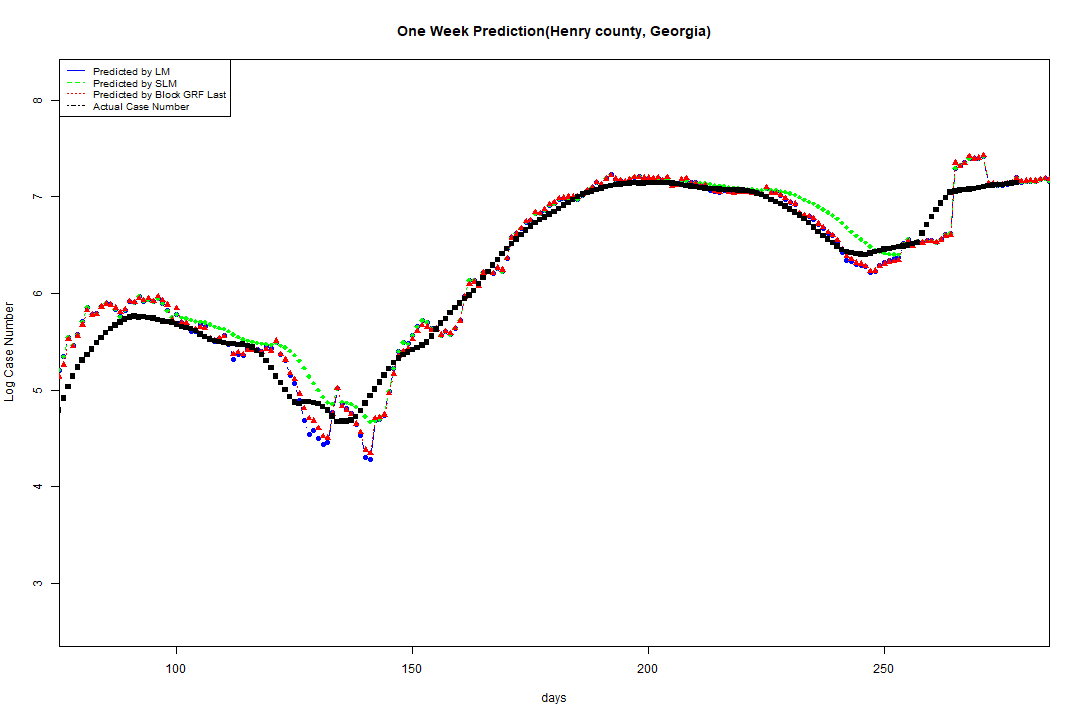 One Week Prediction(Henry county, Georgia)
Predicted by LM
Predicted by SLM
Predicted by Block GRF Last
Actual Case Number
8
7
6
5
4
3
Log Case Number
100 150 200 250
days